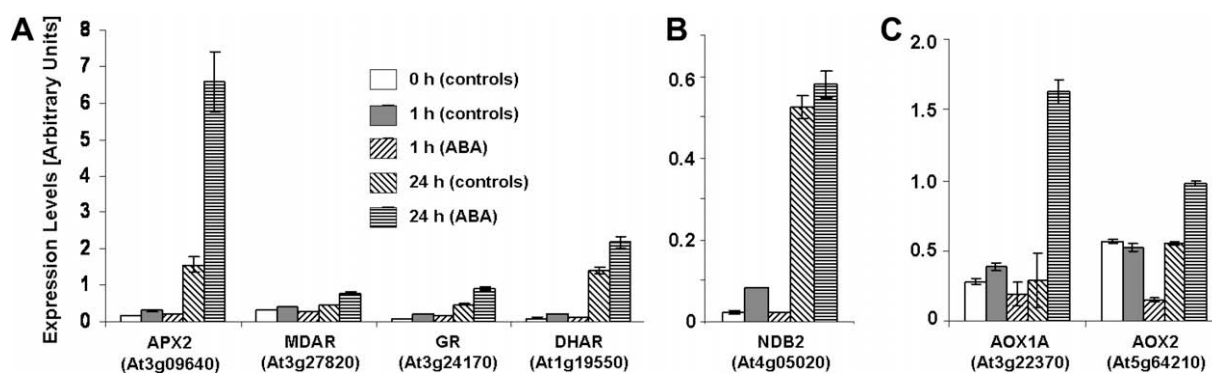 A
Expression Levels [Arbitrary Units]
8
7
6
5
4
3
2
1
0
0 h (controls)
1 h (controls)
1 h (ABA)
24 h (controls)
24 h (ABA)
APX2 MDAR GR DHAR
(At3g09640) (At3g27820) (At3g24170) (At1g19550)
B
0.6
0.4
0.2
0
NDB2
(At4g05020)
C
2.0
1.5
1.0
0.5
0.0
AOX1A AOX2
(At3g22370) (At5g64210)